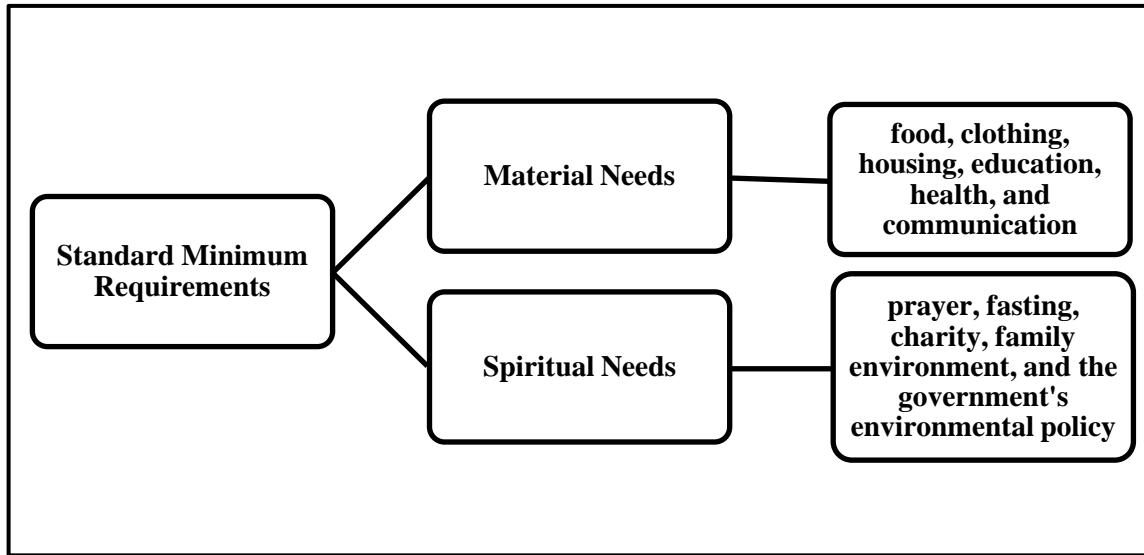 Standard Minimum
Requirements
Material Needs
food, clothing,
housing, education,
health, and
communication
Spiritual Needs
prayer, fasting,
charity, family
environment, and the
government's
environmental policy